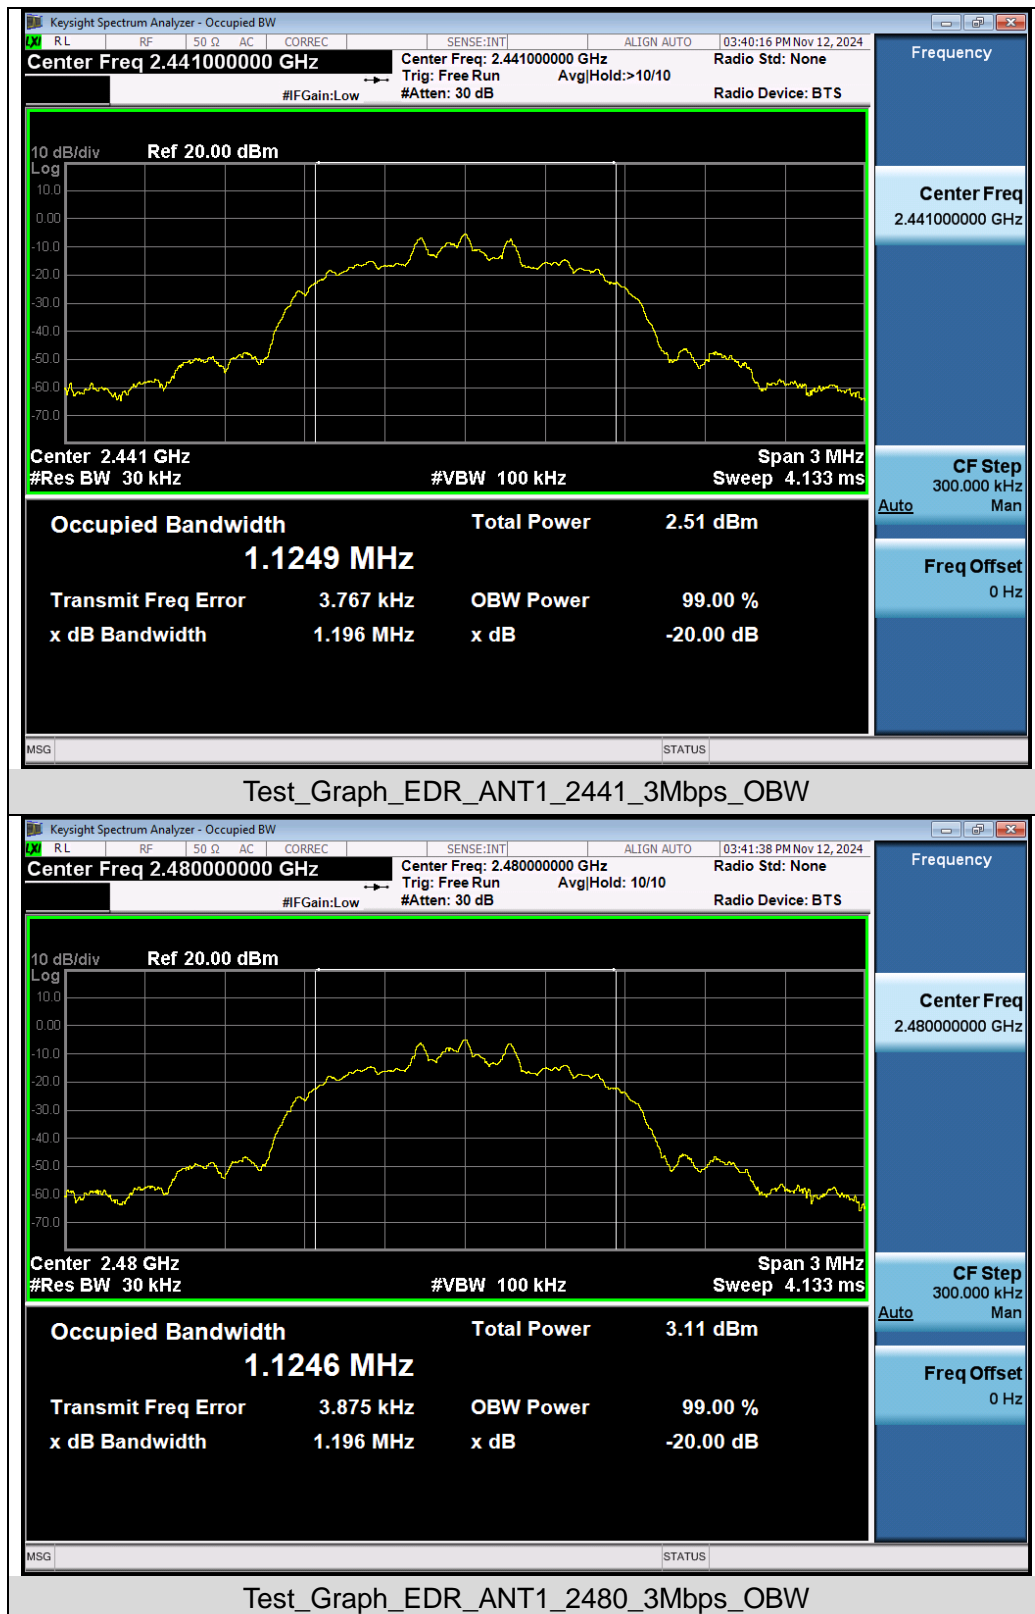 Keysight Spectrum Analyzer - Occupied BW
LXI RL RF 50 Ω AC CORREC SENSE:INT ALIGN AUTO 03:40:16 PM Nov 12, 2024
Center Freq 2.441000000 GHz
Center Freq: 2.441000000 GHz
Radio Std: None
Trig: Free Run Avg|Hold:>10/10
#IFGain:Low
#Atten: 30 dB
Radio Device: BTS
Frequency
10 dB/div Ref 20.00 dBm
Log
10.0
0.00
-10.0
-20.0
-30.0
-40.0
-50.0
-60.0
-70.0
Center 2.441 GHz
Span 3 MHz
#Res BW 30 kHz
#VBW 100 kHz
Sweep 4.133 ms
Center Freq
2.441000000 GHz
CF Step
300.000 kHz
Auto Man
Freq Offset
0 Hz
Occupied Bandwidth
Total Power 2.51 dBm
1.1249 MHz
Transmit Freq Error 3.767 kHz OBW Power 99.00 %
x dB Bandwidth 1.196 MHz x dB -20.00 dB
MSG STATUS
Test_Graph_EDR_ANT1_2441_3Mbps_OBW
Keysight Spectrum Analyzer - Occupied BW
LXI RL RF 50 Ω AC CORREC SENSE:INT ALIGN AUTO 03:41:38 PM Nov 12, 2024
Center Freq 2.480000000 GHz
Center Freq: 2.480000000 GHz
Radio Std: None
Trig: Free Run Avg|Hold: 10/10
#IFGain:Low
#Atten: 30 dB
Radio Device: BTS
Frequency
10 dB/div Ref 20.00 dBm
Log
10.0
0.00
-10.0
-20.0
-30.0
-40.0
-50.0
-60.0
-70.0
Center 2.48 GHz
Span 3 MHz
#Res BW 30 kHz
#VBW 100 kHz
Sweep 4.133 ms
Center Freq
2.480000000 GHz
CF Step
300.000 kHz
Auto Man
Freq Offset
0 Hz
Occupied Bandwidth
Total Power 3.11 dBm
1.1246 MHz
Transmit Freq Error 3.875 kHz OBW Power 99.00 %
x dB Bandwidth 1.196 MHz x dB -20.00 dB
MSG STATUS
Test_Graph_EDR_ANT1_2480_3Mbps_OBW